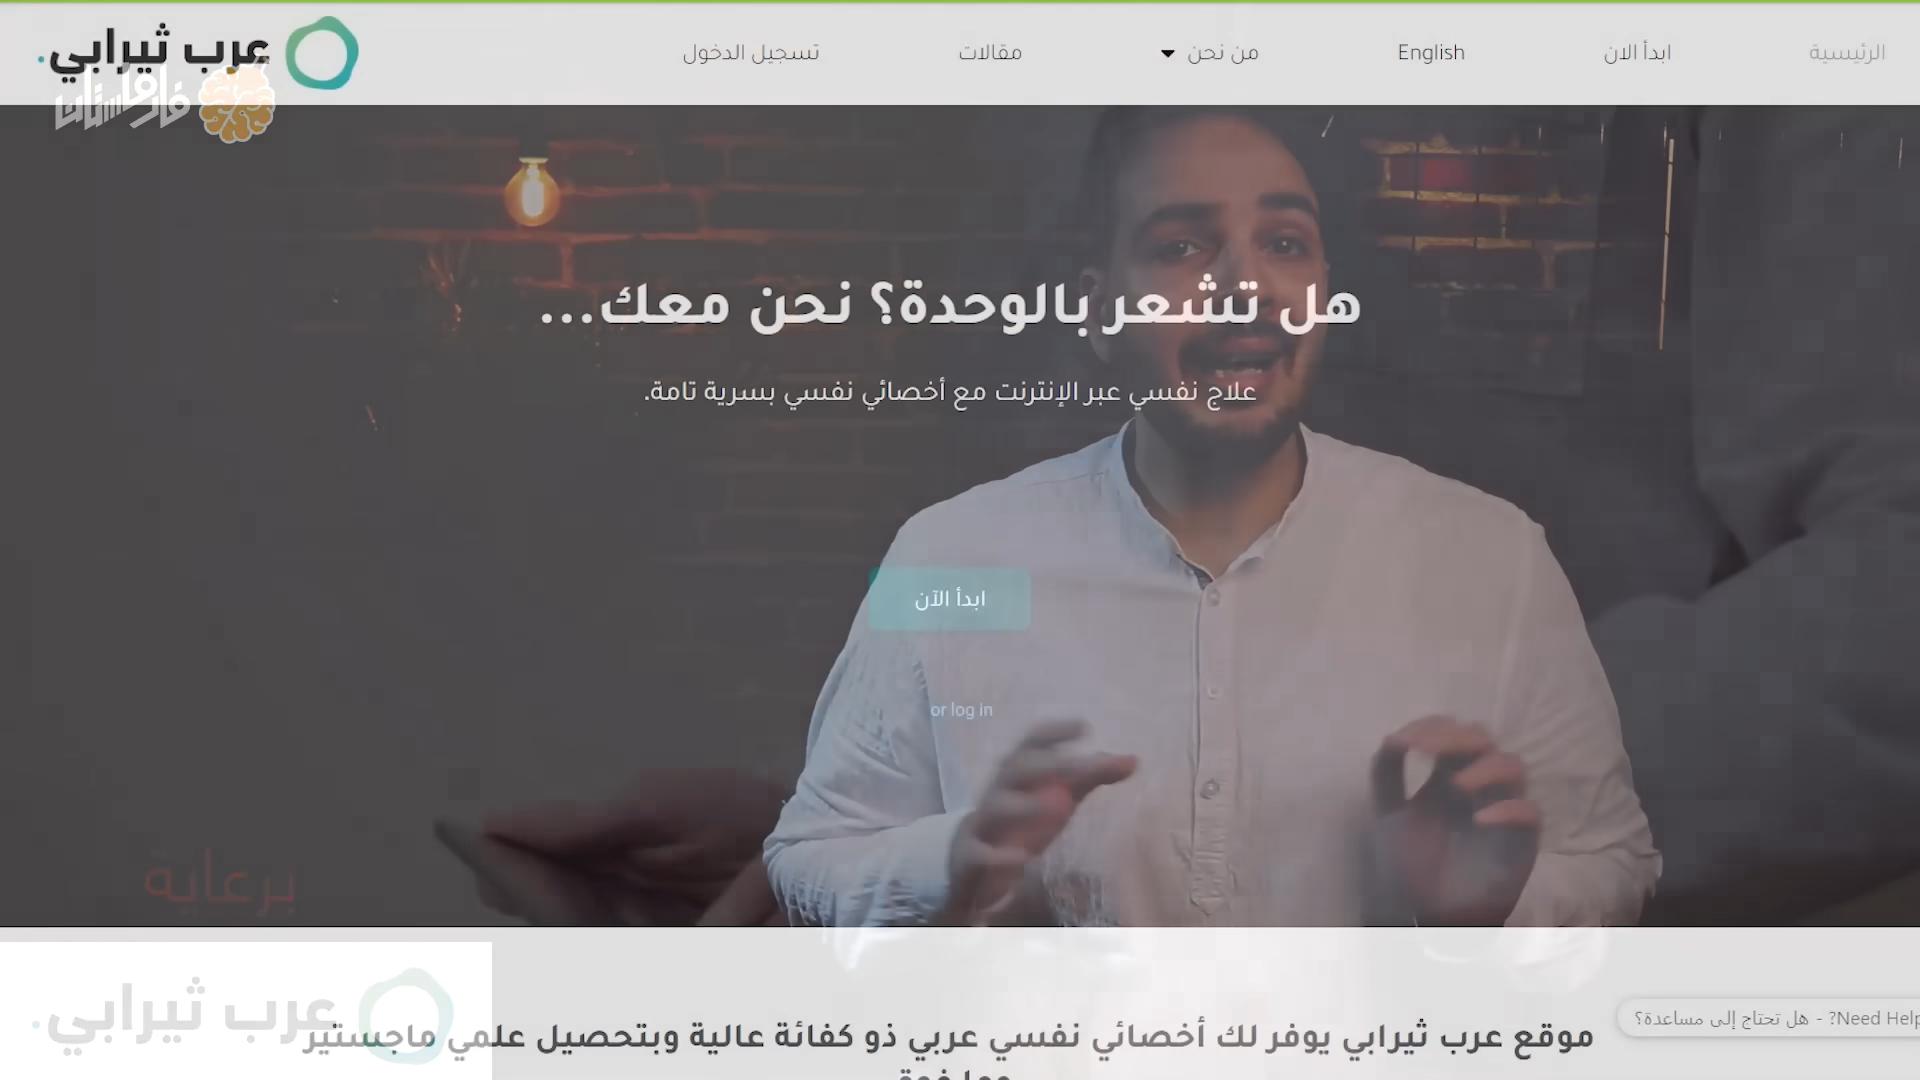 الرئيسية
ابدأ الان
English
من نحن
مقالات
تسجيل الدخول
عرب ثيرابي.
هل تشعر بالوحدة؟ نحن معك...
علاج نفسي عبر الإنترنت مع أخصائي نفسي بسرية تامة.
ابدأ الآن
or log in
برعاية
عرب ثيرابي.
Need Help? - هل تحتاج إلى مساعدة؟
موقع عرب ثيرابي يوفر لك أخصائي نفسي عربي ذو كفائة عالية وبتحصيل علمي ماجستير